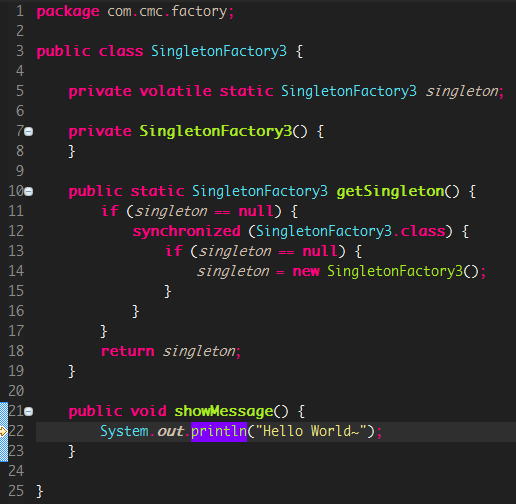 1 package com.cmc.factory;
2
3 public class SingletonFactory3 {
4
5     private volatile static SingletonFactory3 singleton;
6
7     private SingletonFactory3() {
8     }
9
10     public static SingletonFactory3 getSingleton() {
11         if (singleton == null) {
12             synchronized (SingletonFactory3.class) {
13                 if (singleton == null) {
14                     singleton = new SingletonFactory3();
15                 }
16             }
17         }
18         return singleton;
19     }
20
21     public void showMessage() {
22         System.out.println("Hello World~");
23     }
24
25 }